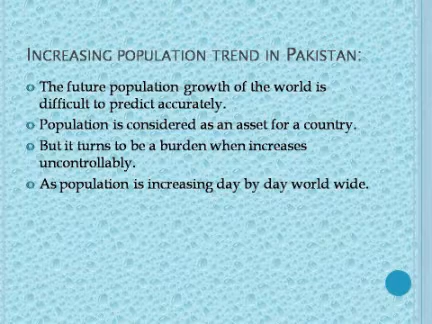 INCREASING POPULATION TREND IN PAKISTAN:
The future population growth of the world is
difficult to predict accurately.
Population is considered as an asset for a country.
But it turns to be a burden when increases
uncontrollably.
As population is increasing day by day world wide.